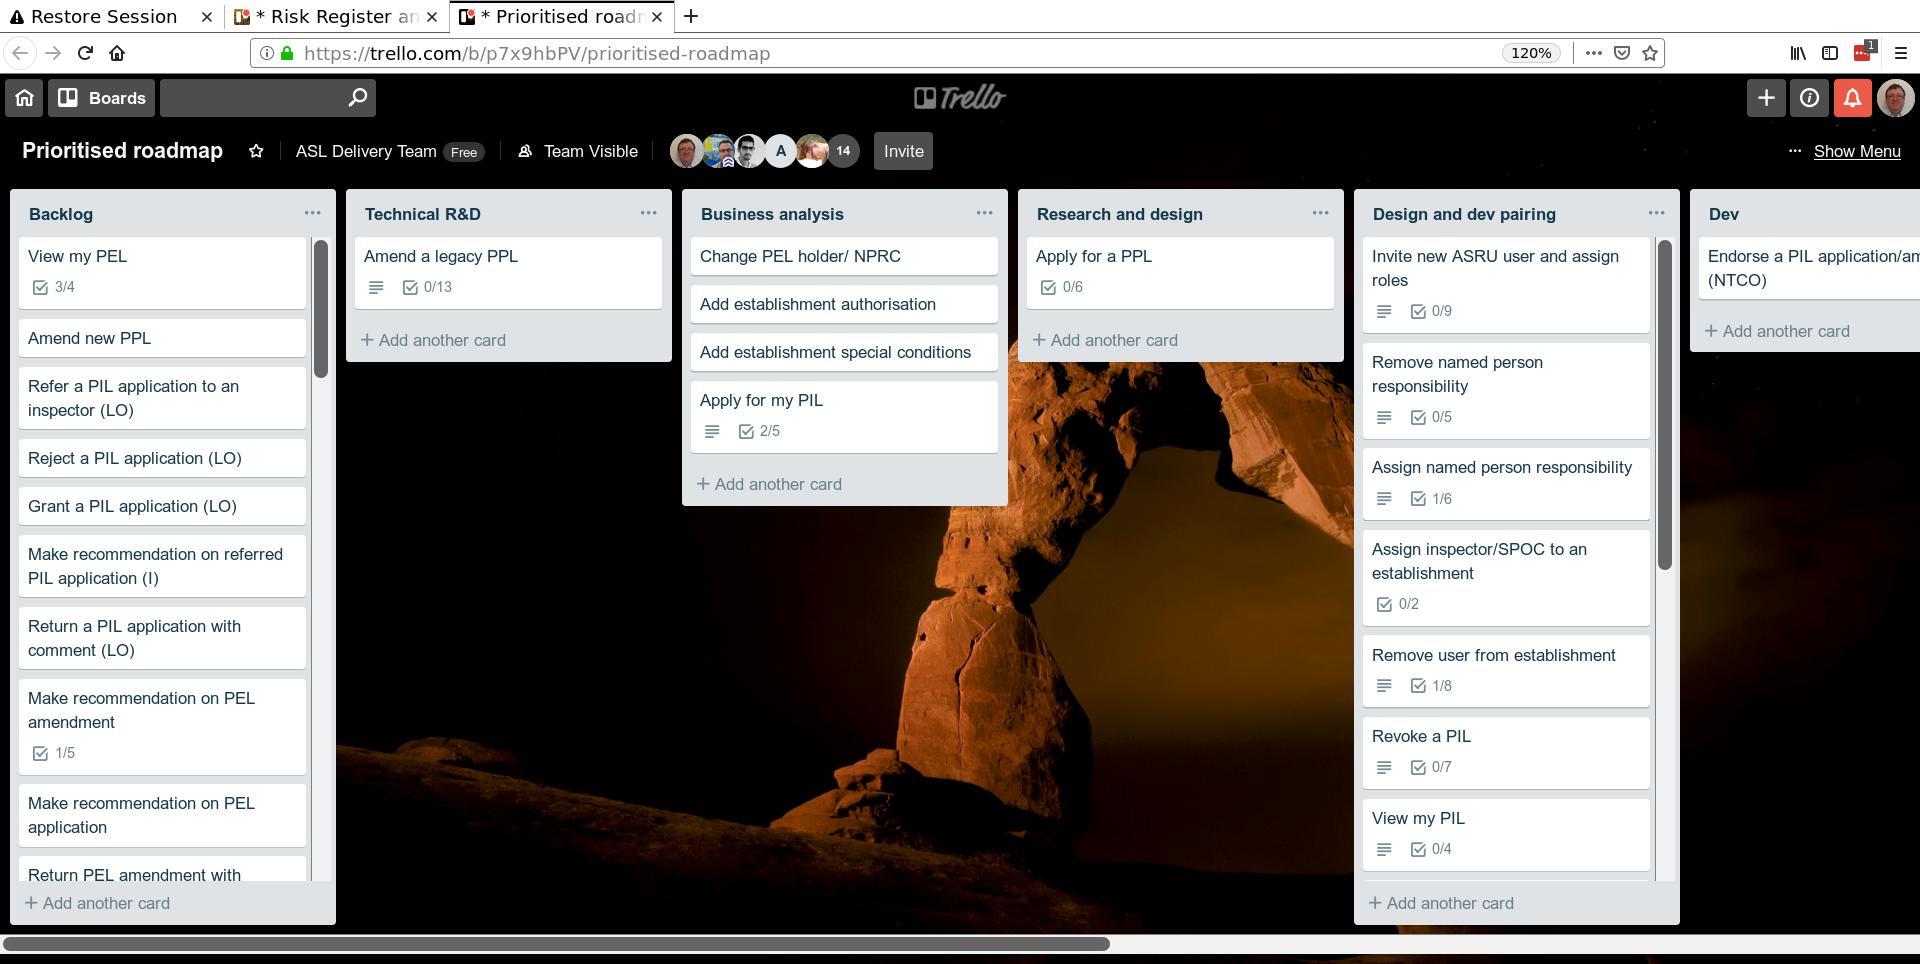 Restore Session
* Risk Register an
* Prioritised roadm
https://trello.com/b/p7x9hbPV/prioritised-roadmap
120%
1
Boards
Trello
Prioritised roadmap
ASL Delivery Team
Free
Team Visible
A
14
Invite
Show Menu
Backlog
View my PEL
3/4
Amend new PPL
Refer a PIL application to an
inspector (LO)
Reject a PIL application (LO)
Grant a PIL application (LO)
Make recommendation on referred
PIL application (I)
Return a PIL application with
comment (LO)
Make recommendation on PEL
amendment
1/5
Make recommendation on PEL
application
Return PEL amendment with
+ Add another card
Technical R&D
Amend a legacy PPL
0/13
+ Add another card
Business analysis
Change PEL holder/ NPRC
Add establishment authorisation
Add establishment special conditions
Apply for my PIL
2/5
+ Add another card
Research and design
Apply for a PPL
0/6
+ Add another card
Design and dev pairing
Invite new ASRU user and assign
roles
0/9
Remove named person
responsibility
0/5
Assign named person responsibility
1/6
Assign inspector/SPOC to an
establishment
0/2
Remove user from establishment
1/8
Revoke a PIL
0/7
View my PIL
0/4
+ Add another card
Dev
Endorse a PIL application/am
(NTCO)
+ Add another card